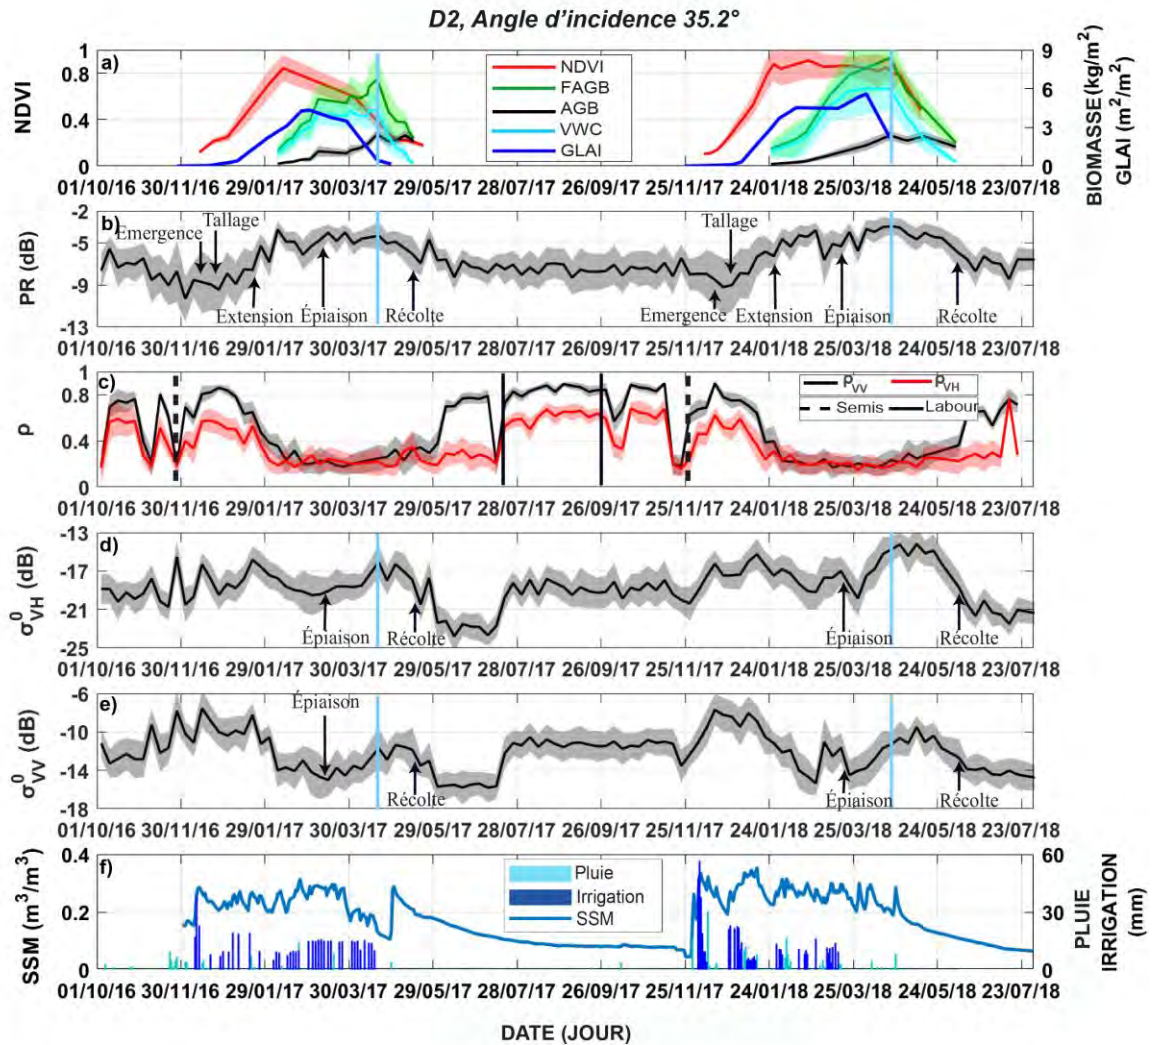 D2, Angle d'incidence 35.2°
a)
NDVI
1
0.8
0.4
0
NDVI
FAGB
AGB
VWC
GLAI
9
6
3
0
BIOMASSE(kg/m²)
GLAI (m²/m²)
01/10/16 30/11/16 29/01/17 30/03/17 29/05/17 28/07/17 26/09/17 25/11/17 24/01/18 25/03/18 24/05/18 23/07/18
b)
PR (dB)
-2
-5
-9
-13
Emergence
Tallage
Extension
Épiaison
Récolte
Tallage
Emergence
Extension
Épiaison
Récolte
01/10/16 30/11/16 29/01/17 30/03/17 29/05/17 28/07/17 26/09/17 25/11/17 24/01/18 25/03/18 24/05/18 23/07/18
c)
ρ
1
0.8
0.4
0
ρVV
ρVH
Semis
Labour
01/10/16 30/11/16 29/01/17 30/03/17 29/05/17 28/07/17 26/09/17 25/11/17 24/01/18 25/03/18 24/05/18 23/07/18
d)
σ⁰VH (dB)
-13
-17
-21
-25
Épiaison
Récolte
Épiaison
Récolte
01/10/16 30/11/16 29/01/17 30/03/17 29/05/17 28/07/17 26/09/17 25/11/17 24/01/18 25/03/18 24/05/18 23/07/18
e)
σ⁰VV (dB)
-6
-10
-14
-18
Épiaison
Récolte
Épiaison
Récolte
01/10/16 30/11/16 29/01/17 30/03/17 29/05/17 28/07/17 26/09/17 25/11/17 24/01/18 25/03/18 24/05/18 23/07/18
f)
SSM (m³/m³)
0.4
0.2
0
Pluie
Irrigation
SSM
60
30
0
PLUIE
IRRIGATION
(mm)
01/10/16 30/11/16 29/01/17 30/03/17 29/05/17 28/07/17 26/09/17 25/11/17 24/01/18 25/03/18 24/05/18 23/07/18
DATE (JOUR)